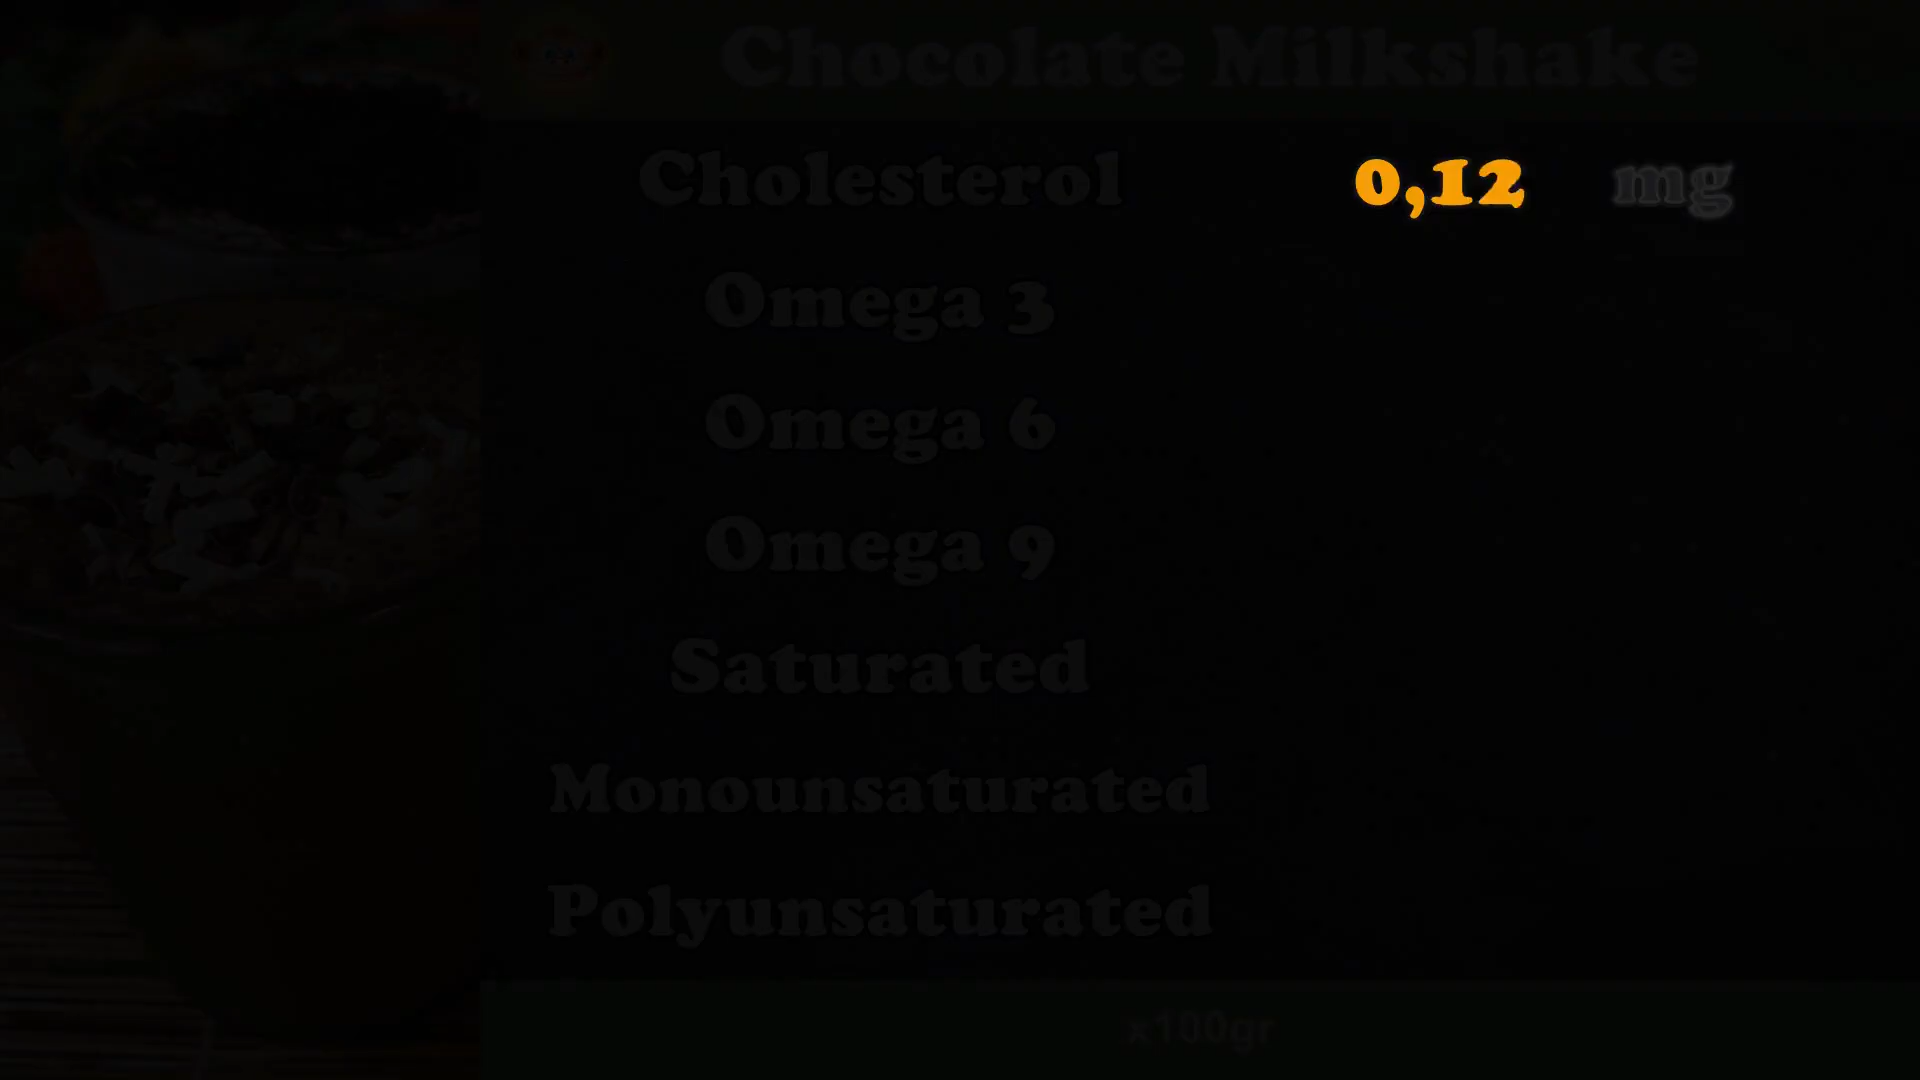 Chocolate Milkshake
Cholesterol 0,12 mg
Omega 3
Omega 6
Omega 9
Saturated
Monounsaturated
Polyunsaturated
x100gr